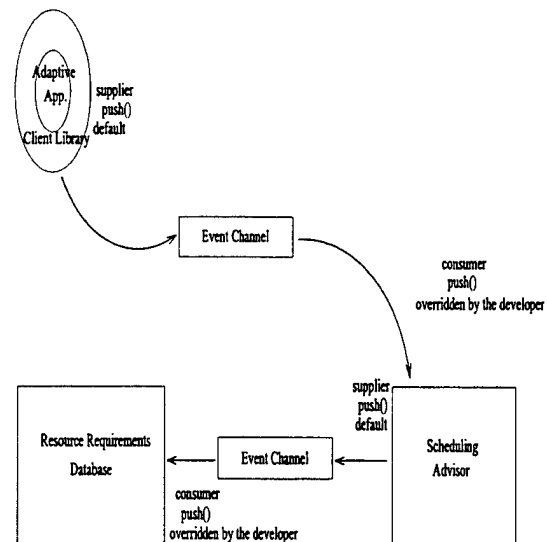 Adaptive
App.
Client Library
supplier
push()
default
Event Channel
consumer
push()
overridden by the developer
supplier
push()
default
Resource Requirements
Database
Event Channel
Scheduling
Advisor
consumer
push()
overridden by the developer